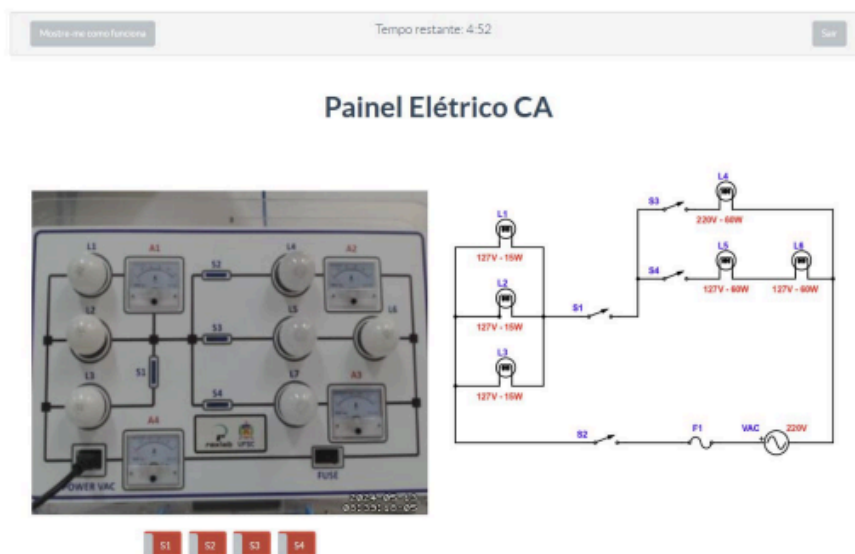 Mostre-me como funciona
Tempo restante: 4:52
Sair
Painel Elétrico CA
L1 A1 S2 L4 A2
L2 S3 L5 L6
S1
L3 S4 L7 A3
A4
rexlab UFSC
POWER VAC FUSE
S1 S2 S3 S4
L4
S3
220V - 60W
L1
127V - 15W
L5 L6
S4
127V - 60W 127V - 60W
L2
S1
127V - 15W
L3
127V - 15W
S2 F1 VAC 220V
+